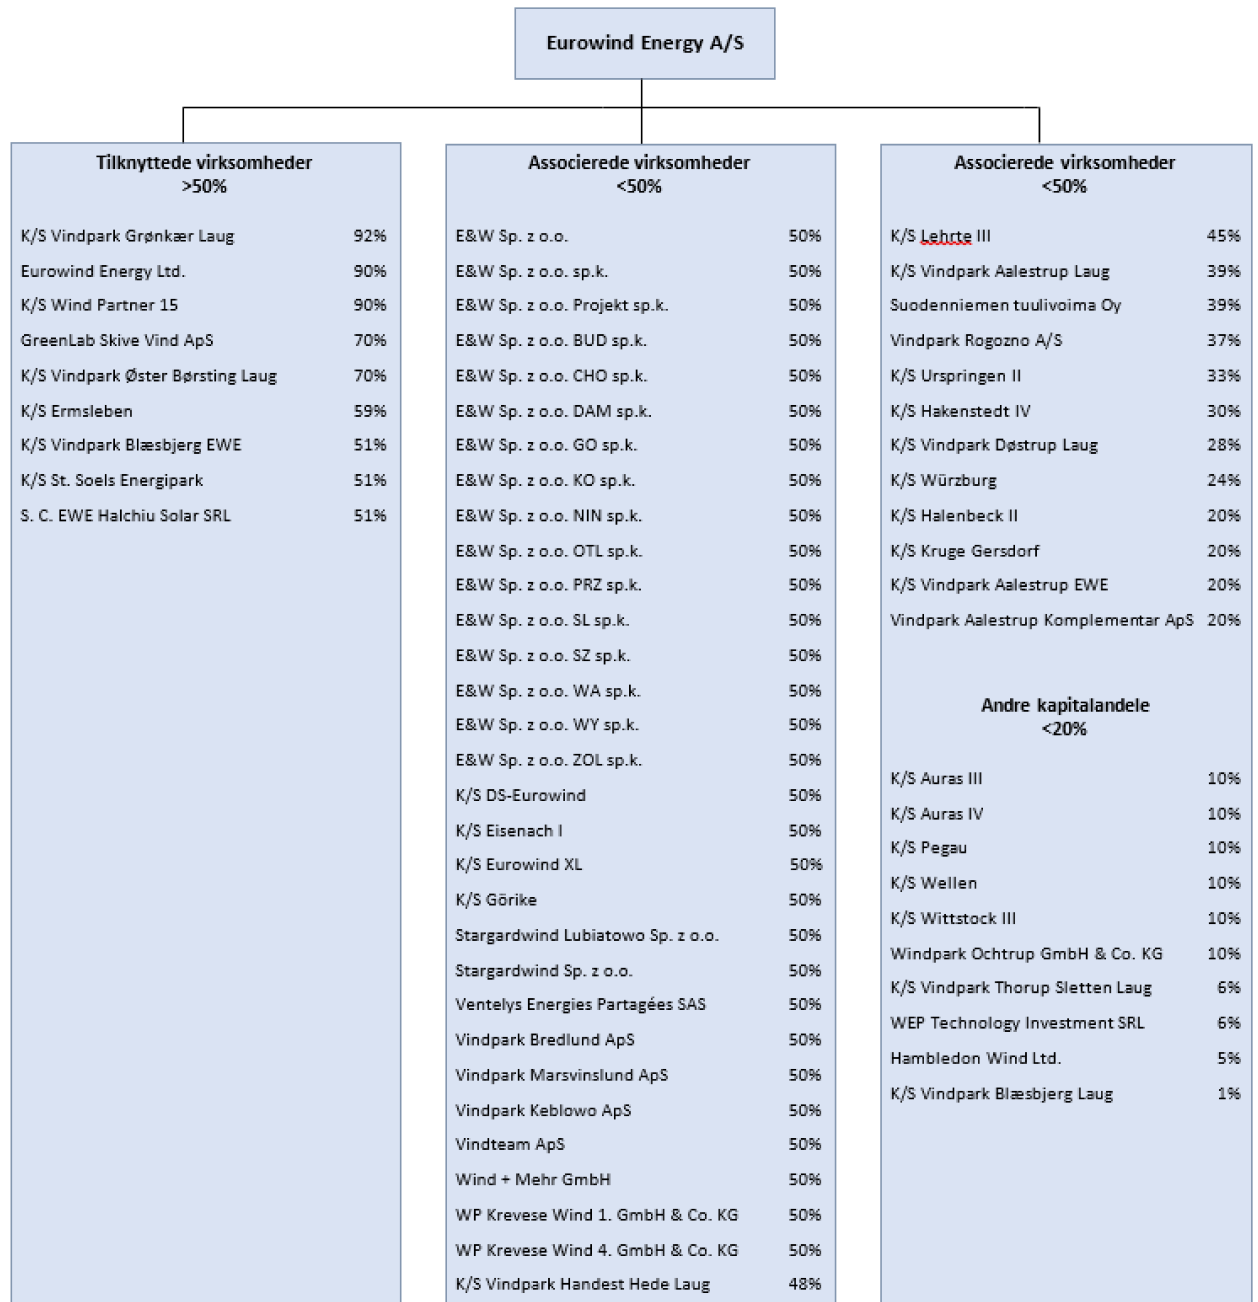 Eurowind Energy A/S
Tilknyttede virksomheder
>50%
K/S Vindpark Grønkær Laug 92%
Eurowind Energy Ltd. 90%
K/S Wind Partner 15 90%
GreenLab Skive Vind ApS 70%
K/S Vindpark Øster Børsting Laug 70%
K/S Ermsleben 59%
K/S Vindpark Blæsbjerg EWE 51%
K/S St. Soels Energipark 51%
S. C. EWE Halchiu Solar SRL 51%
Associerede virksomheder
<50%
E&W Sp. z o.o. 50%
E&W Sp. z o.o. sp.k. 50%
E&W Sp. z o.o. Projekt sp.k. 50%
E&W Sp. z o.o. BUD sp.k. 50%
E&W Sp. z o.o. CHO sp.k. 50%
E&W Sp. z o.o. DAM sp.k. 50%
E&W Sp. z o.o. GO sp.k. 50%
E&W Sp. z o.o. KO sp.k. 50%
E&W Sp. z o.o. NIN sp.k. 50%
E&W Sp. z o.o. OTL sp.k. 50%
E&W Sp. z o.o. PRZ sp.k. 50%
E&W Sp. z o.o. SL sp.k. 50%
E&W Sp. z o.o. SZ sp.k. 50%
E&W Sp. z o.o. WA sp.k. 50%
E&W Sp. z o.o. WY sp.k. 50%
E&W Sp. z o.o. ZOL sp.k. 50%
K/S DS-Eurowind 50%
K/S Eisenach I 50%
K/S Eurowind XL 50%
K/S Görike 50%
Stargardwind Lubiatowo Sp. z o.o. 50%
Stargardwind Sp. z o.o. 50%
Ventelys Energies Partagées SAS 50%
Vindpark Bredlund ApS 50%
Vindpark Marsvinslund ApS 50%
Vindpark Keblowo ApS 50%
Vindteam ApS 50%
Wind + Mehr GmbH 50%
WP Krevese Wind 1. GmbH & Co. KG 50%
WP Krevese Wind 4. GmbH & Co. KG 50%
K/S Vindpark Handest Hede Laug 48%
Associerede virksomheder
<50%
K/S Lehrte III 45%
K/S Vindpark Aalestrup Laug 39%
Suodenniemen tuulivoima Oy 39%
Vindpark Rogozno A/S 37%
K/S Urspringen II 33%
K/S Hakenstedt IV 30%
K/S Vindpark Døstrup Laug 28%
K/S Würzburg 24%
K/S Halenbeck II 20%
K/S Kruge Gersdorf 20%
K/S Vindpark Aalestrup EWE 20%
Vindpark Aalestrup Komplementar ApS 20%
Andre kapitalandele
<20%
K/S Auras III 10%
K/S Auras IV 10%
K/S Pegau 10%
K/S Wellen 10%
K/S Wittstock III 10%
Windpark Ochtrup GmbH & Co. KG 10%
K/S Vindpark Thorup Sletten Laug 6%
WEP Technology Investment SRL 6%
Hambledon Wind Ltd. 5%
K/S Vindpark Blæsbjerg Laug 1%